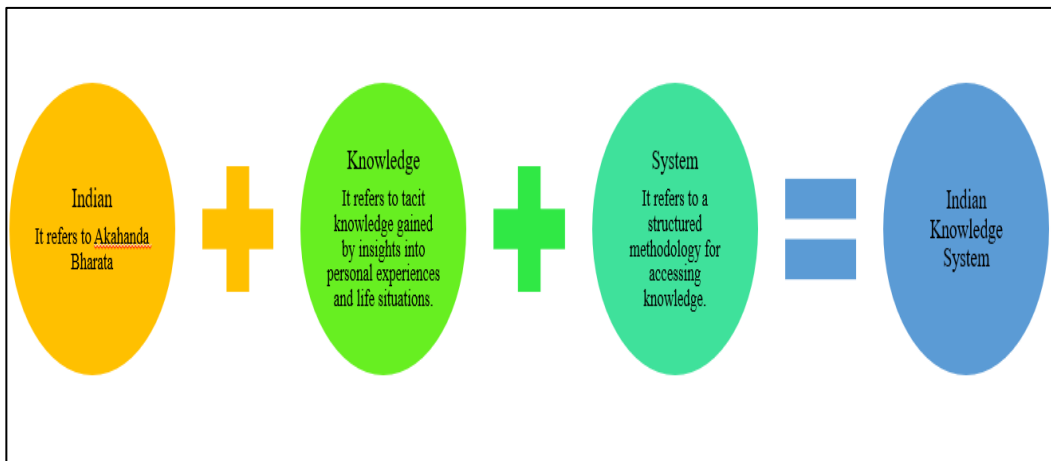 Indian
It refers to Akahanda
Bharata
Knowledge
It refers to tacit
knowledge gained
by insights into
personal experiences
and life situations.
System
It refers to a
structured
methodology for
accessing
knowledge.
Indian
Knowledge
System